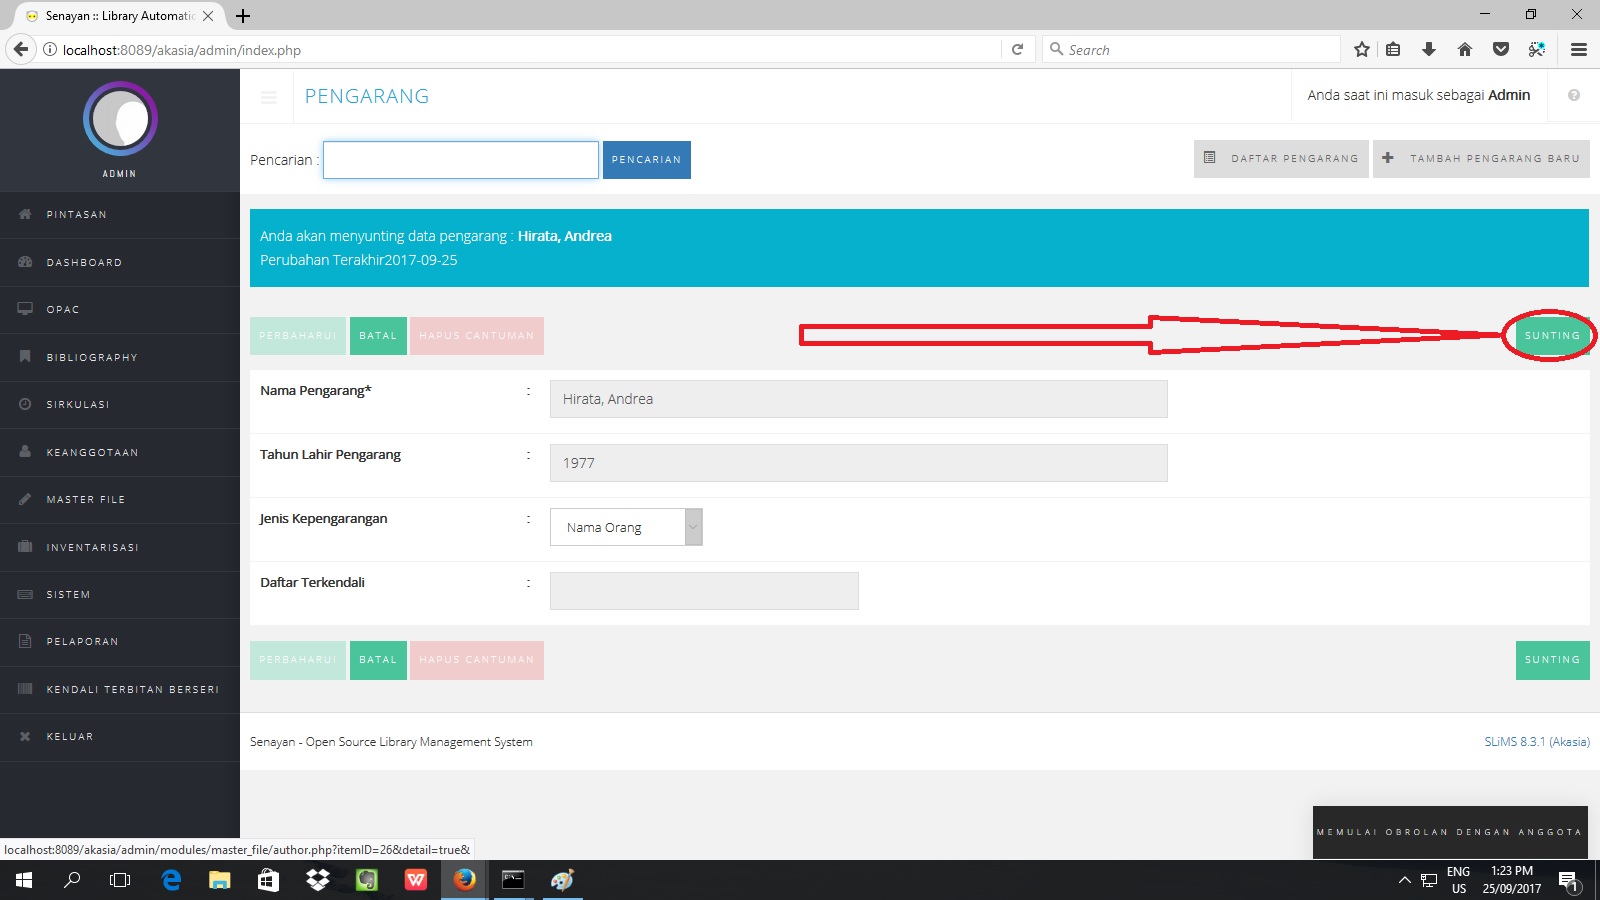 Senayan :: Library Automatic
localhost:8089/akasia/admin/index.php
Search
ADMIN
PINTASAN
DASHBOARD
OPAC
BIBLIOGRAPHY
SIRKULASI
KEANGGOTAAN
MASTER FILE
INVENTARISASI
SISTEM
PELAPORAN
KENDALI TERBITAN BERSERI
KELUAR
PENGARANG
Anda saat ini masuk sebagai Admin
Pencarian :
PENCARIAN
DAFTAR PENGARANG
TAMBAH PENGARANG BARU
Anda akan menyunting data pengarang : Hirata, Andrea
Perubahan Terakhir2017-09-25
PERBAHARUI BATAL HAPUS CANTUMAN SUNTING
Nama Pengarang* : Hirata, Andrea
Tahun Lahir Pengarang : 1977
Jenis Kepengarangan : Nama Orang
Daftar Terkendali :
PERBAHARUI BATAL HAPUS CANTUMAN SUNTING
Senayan - Open Source Library Management System
SLiMS 8.3.1 (Akasia)
MEMULAI OBROLAN DENGAN ANGGOTA
localhost:8089/akasia/admin/modules/master_file/author.php?itemID=26&detail=true&
ENG
US
1:23 PM
25/09/2017
1